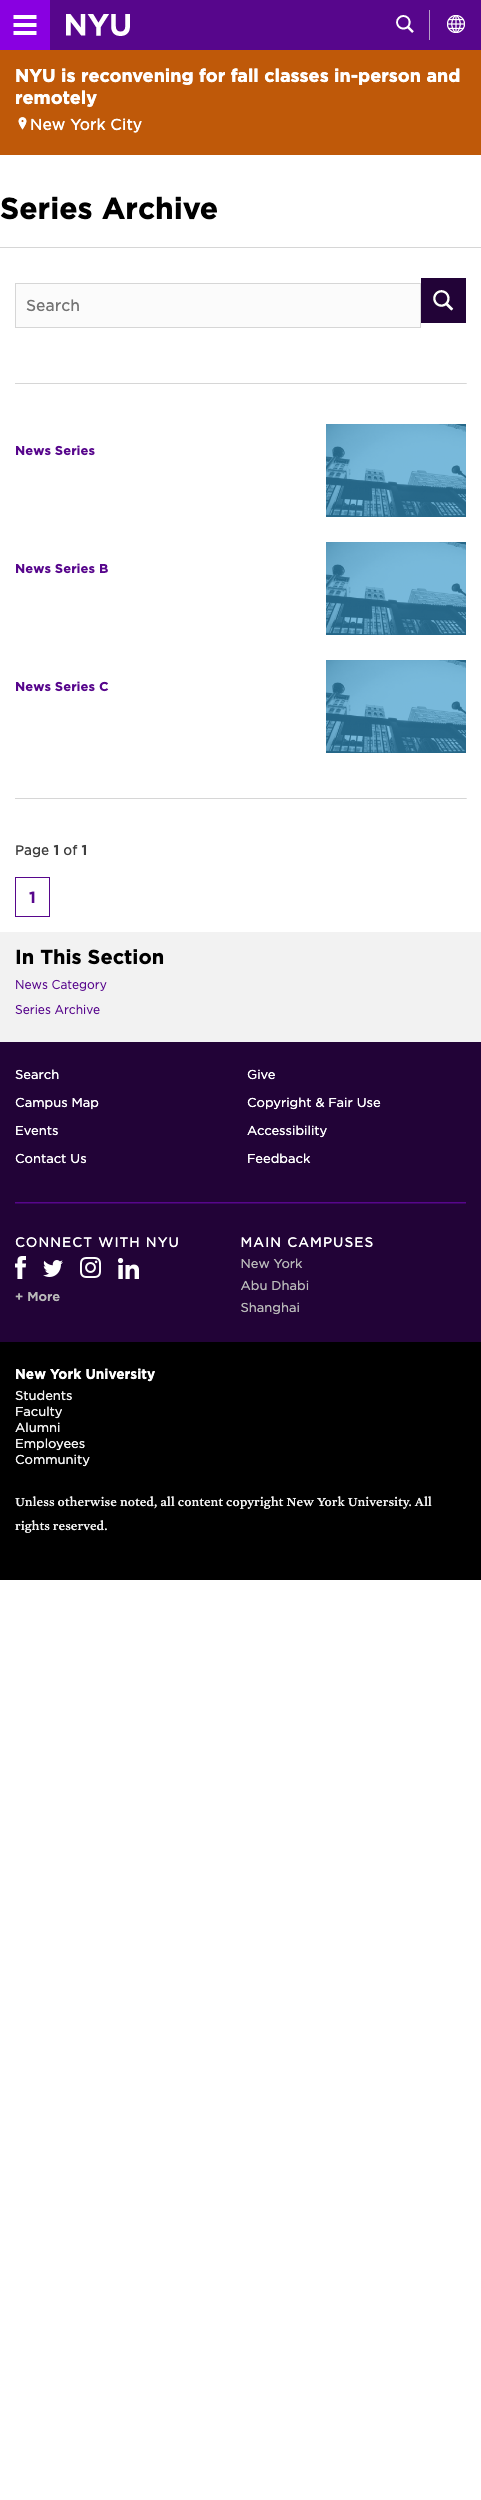 NYU
NYU is reconvening for fall classes in-person and
remotely
New York City
Series Archive
Search
News Series
News Series B
News Series C
Page 1 of 1
1
In This Section
News Category
Series Archive
Search
Give
Campus Map
Copyright & Fair Use
Events
Accessibility
Contact Us
Feedback
CONNECT WITH NYU
+ More
MAIN CAMPUSES
New York
Abu Dhabi
Shanghai
New York University
Students
Faculty
Alumni
Employees
Community
Unless otherwise noted, all content copyright New York University. All
rights reserved.